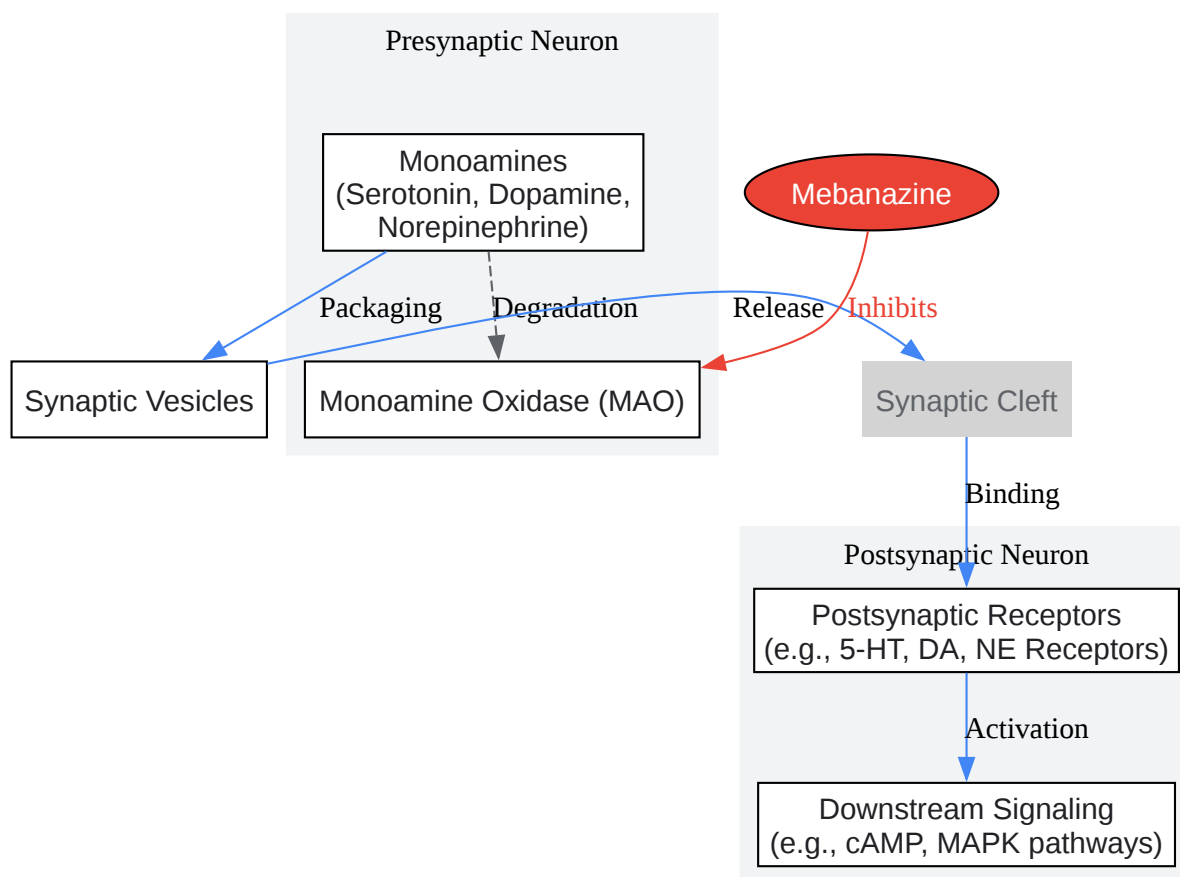 Presynaptic Neuron
Monoamines
(Serotonin, Dopamine,
Norepinephrine)
Mebanazine
Packaging
Degradation
Release
Inhibits
Synaptic Vesicles
Monoamine Oxidase (MAO)
Synaptic Cleft
Binding
Postsynaptic Neuron
Postsynaptic Receptors
(e.g., 5-HT, DA, NE Receptors)
Activation
Downstream Signaling
(e.g., cAMP, MAPK pathways)